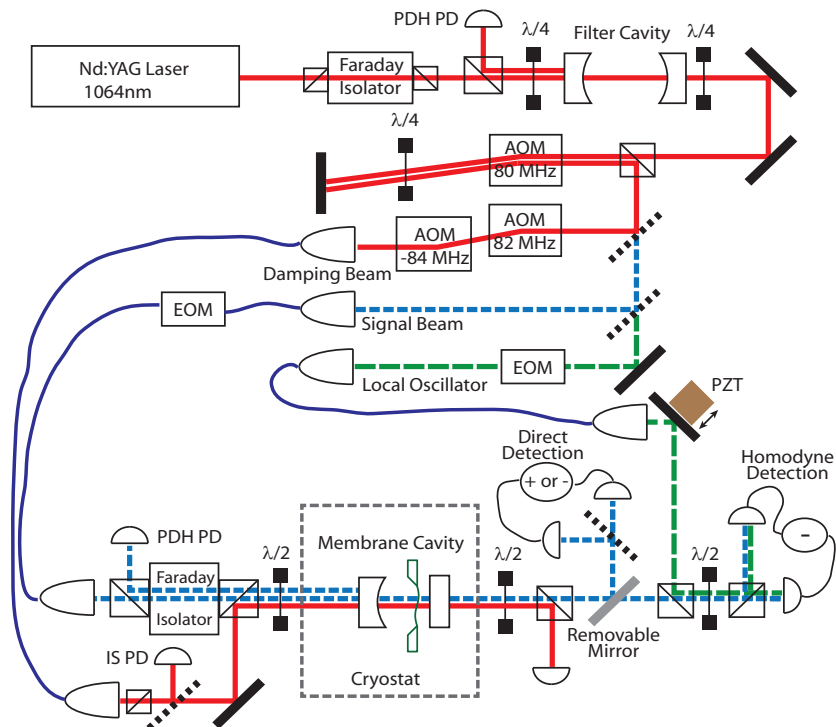 PDH PD
λ/4
Filter Cavity
λ/4
Nd:YAG Laser
1064nm
Faraday
Isolator
λ/4
AOM
80 MHz
AOM
-84 MHz
AOM
82 MHz
Damping Beam
EOM
Signal Beam
Local Oscillator
EOM
PZT
Direct
Detection
+ or -
Homodyne
Detection
-
PDH PD
λ/2
Membrane Cavity
λ/2
λ/2
Faraday
Isolator
Removable
Mirror
IS PD
Cryostat